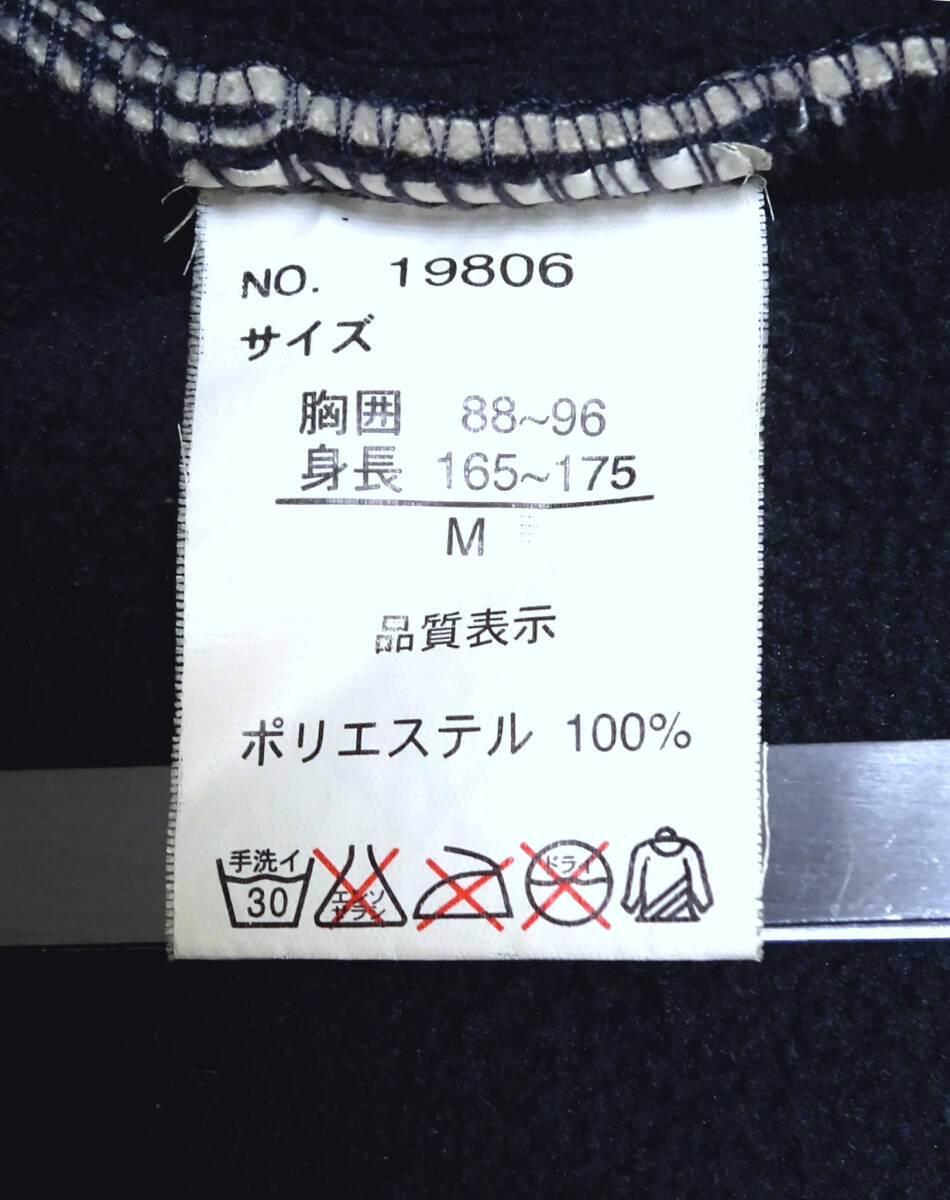 NO. 19806
サイズ
胸囲 88~96
身長 165~175
M
品質表示
ポリエステル 100%
手洗イ
30
エンソ
サラシ
ドライ